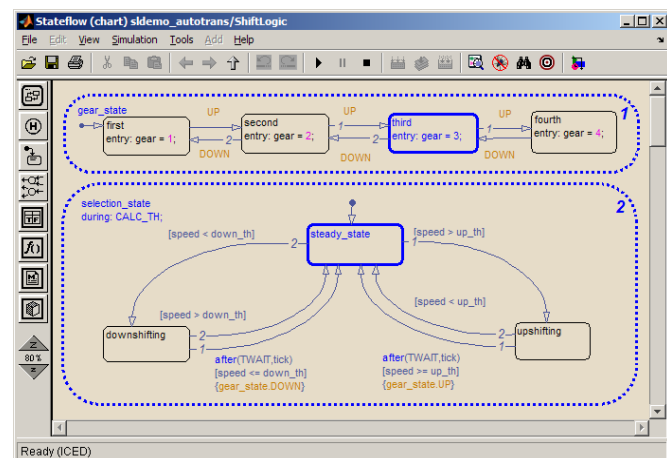 Stateflow (chart) sldemo_autotrans/ShiftLogic
File Edit View Simulation Tools Add Help
gear_state
first
entry: gear = 1;
UP
DOWN
second
entry: gear = 2;
UP
1
2
DOWN
third
entry: gear = 3;
UP
1
2
DOWN
fourth
entry: gear = 4;
1
selection_state
during: CALC_TH;
2
steady_state
[speed < down_th]
2
[speed > up_th]
1
[speed > down_th]
[speed < up_th]
downshifting
2
1
upshifting
2
1
after(TWAIT,tick)
[speed <= down_th]
{gear_state.DOWN}
after(TWAIT,tick)
[speed >= up_th]
{gear_state.UP}
80 %
Ready (ICED)